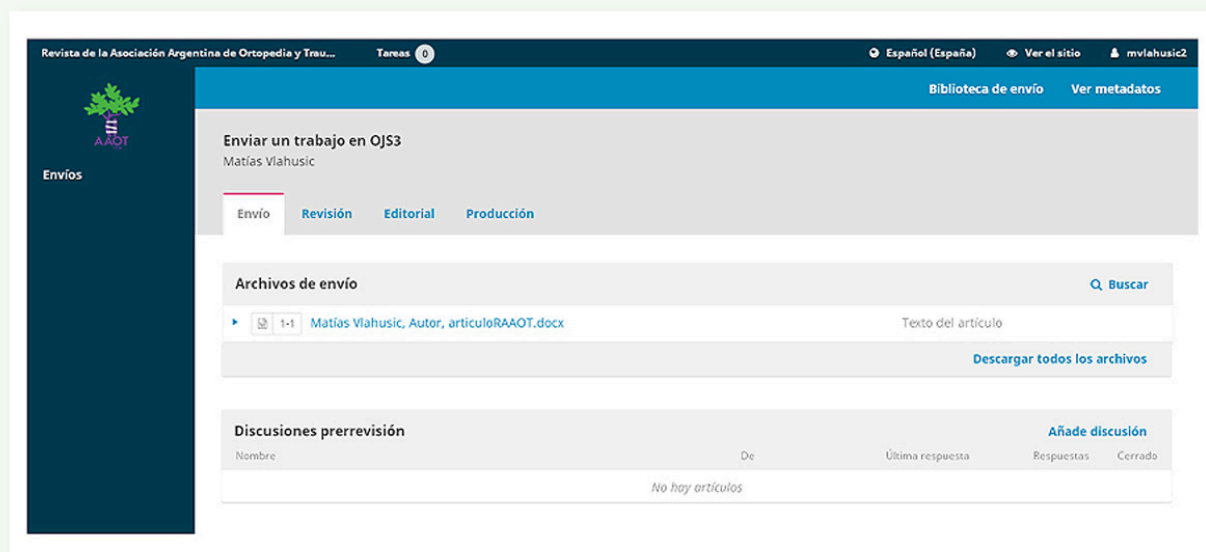 Revista de la Asociación Argentina de Ortopedia y Trau... Tareas 0 Español (España) Ver el sitio mvlahusic2
Biblioteca de envío Ver metadatos
AAOT
Envíos
Enviar un trabajo en OJS3
Matías Vlahusic
Envío Revisión Editorial Producción
Archivos de envío Buscar
1-1 Matías Vlahusic, Autor, articuloRAAOT.docx Texto del artículo
Descargar todos los archivos
Discusiones prerrevisión Añade discusión
Nombre De Última respuesta Respuestas Cerrado
No hay artículos